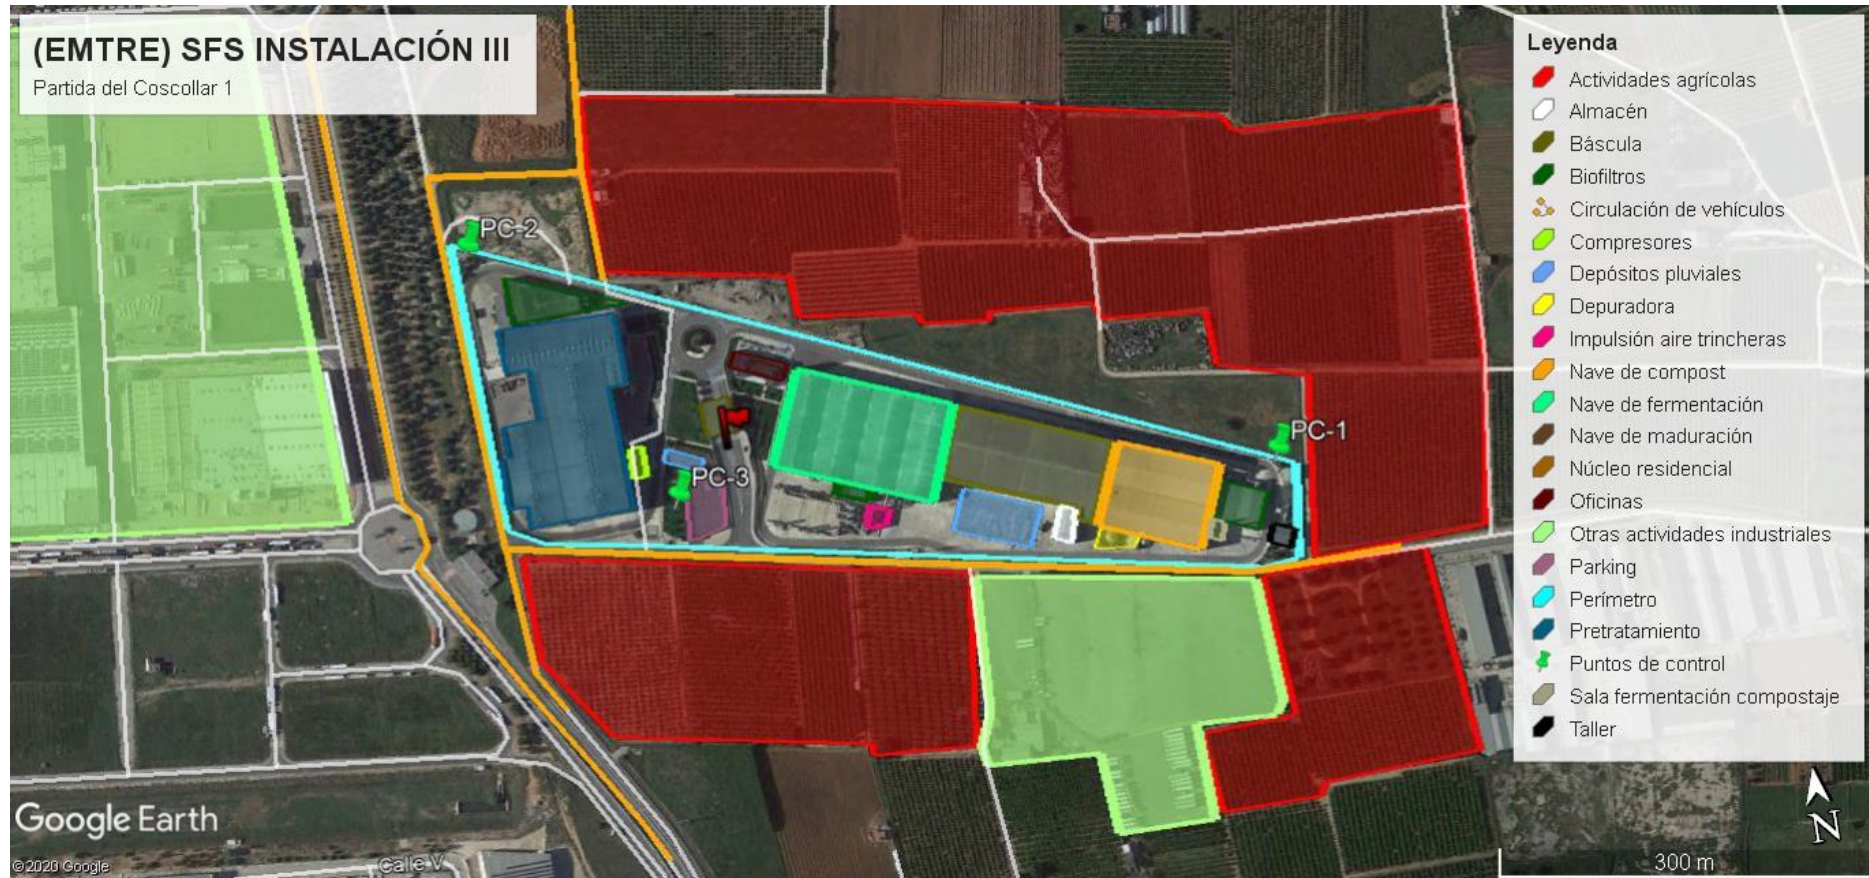 (EMTRE) SFS INSTALACIÓN III
Partida del Coscollar 1
Leyenda
Actividades agrícolas
Almacén
Báscula
Biofiltros
Circulación de vehículos
Compresores
Depósitos pluviales
Depuradora
Impulsión aire trincheras
Nave de compost
Nave de fermentación
Nave de maduración
Núcleo residencial
Oficinas
Otras actividades industriales
Parking
Perímetro
Pretratamiento
Puntos de control
Sala fermentación compostaje
Taller
PC-2
PC-1
PC-3
Google Earth
©2020 Google
Calle V
300 m
N